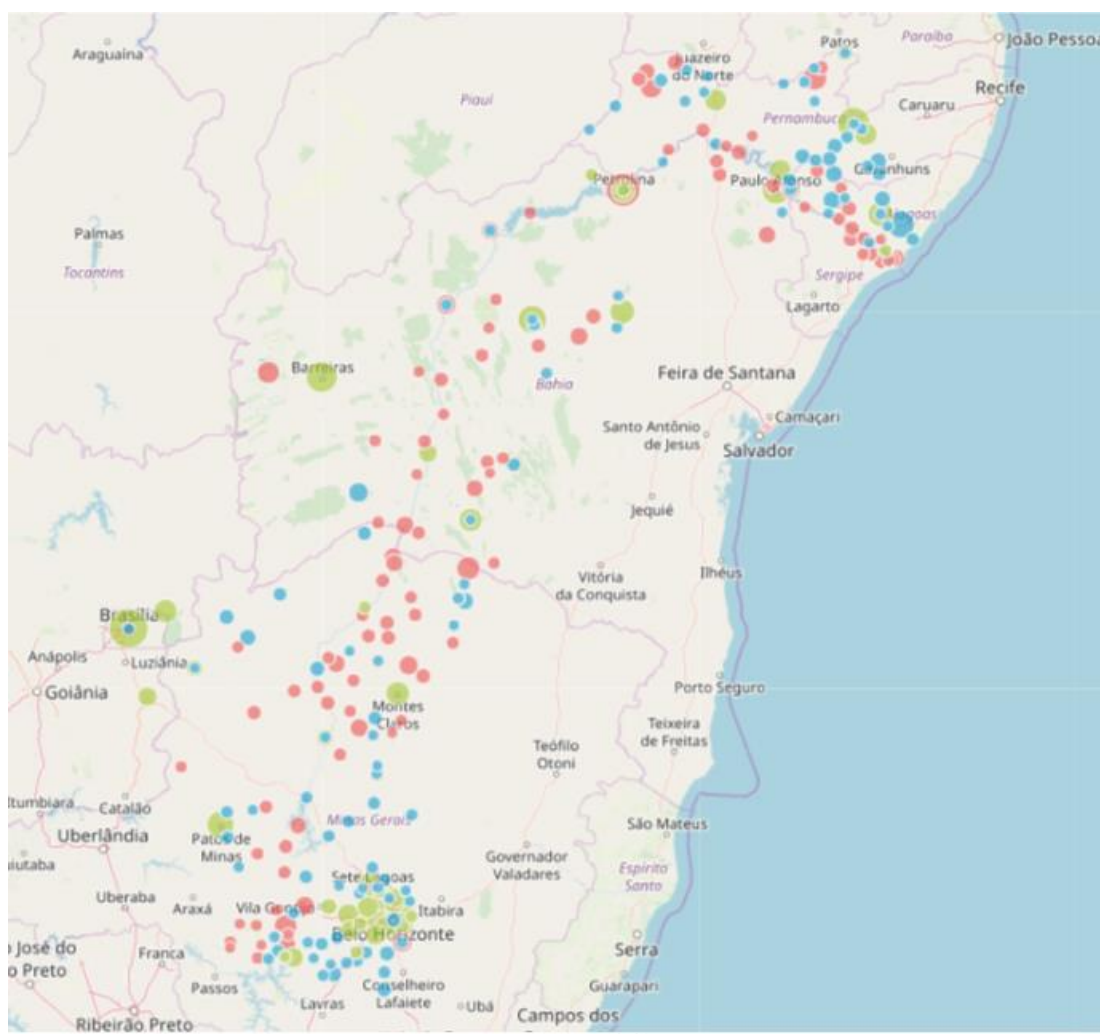 Patos
Paraíba
João Pessoa
Araguaína
Juazeiro
do Norte
Recife
Piauí
Caruaru
Pernambuc
Garanhuns
Petrolina
Paulo Afonso
Alagoas
Palmas
Tocantins
Sergipe
Lagarto
Barreiras
Feira de Santana
Bahia
Camaçari
Santo Antônio
de Jesus
Salvador
Jequié
Ilhéus
Vitória
da Conquista
Brasília
Anápolis
Luziânia
Goiânia
Porto Seguro
Montes
Claros
Teixeira
de Freitas
Teófilo
Otoni
Itumbiara
Catalão
Minas Gerais
São Mateus
Uberlândia
Patos de
Minas
Governador
Valadares
Espírito
Santo
Sete Lagoas
Uberaba
Araxá
Itabira
Belo Horizonte
Serra
Franca
Passos
Guarapari
Conselheiro
Lafaiete
Lavras
Ubá
Campos dos
Ribeirão Preto